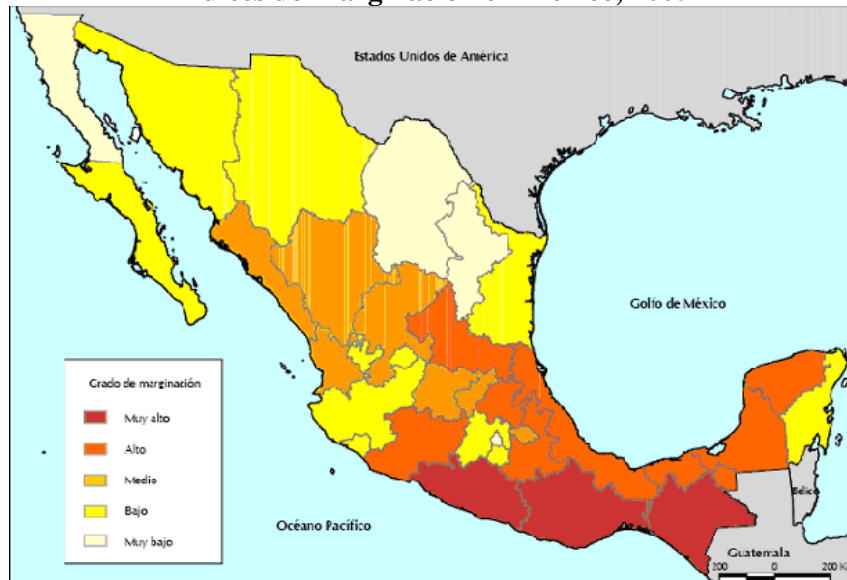 Estados Unidos de América
Golfo de México
Grado de marginación
Muy alto
Alto
Medio
Bajo
Muy bajo
Océano Pacífico
Belice
Guatemala
200 0 200 K